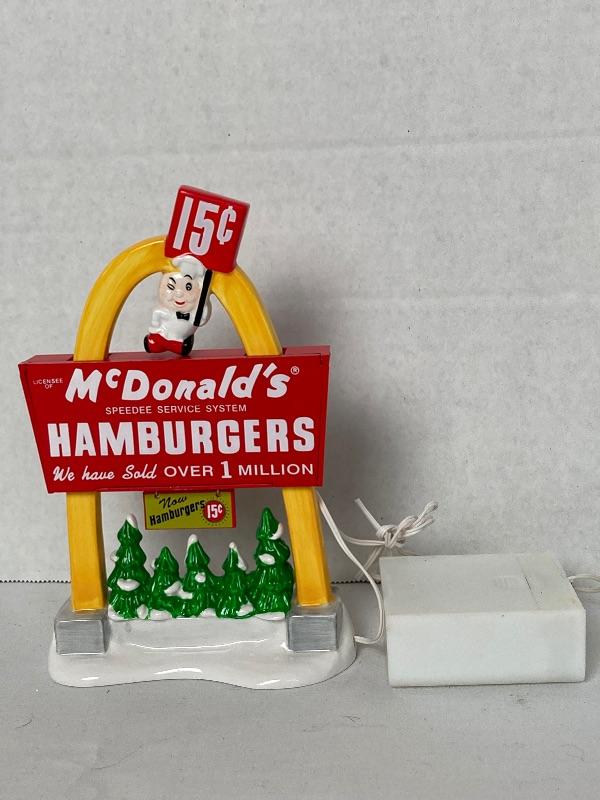 15¢
LICENSEE
OF
McDonald's®
SPEEDEE SERVICE SYSTEM
HAMBURGERS
We have Sold OVER 1 MILLION
Now
Hamburgers 15¢